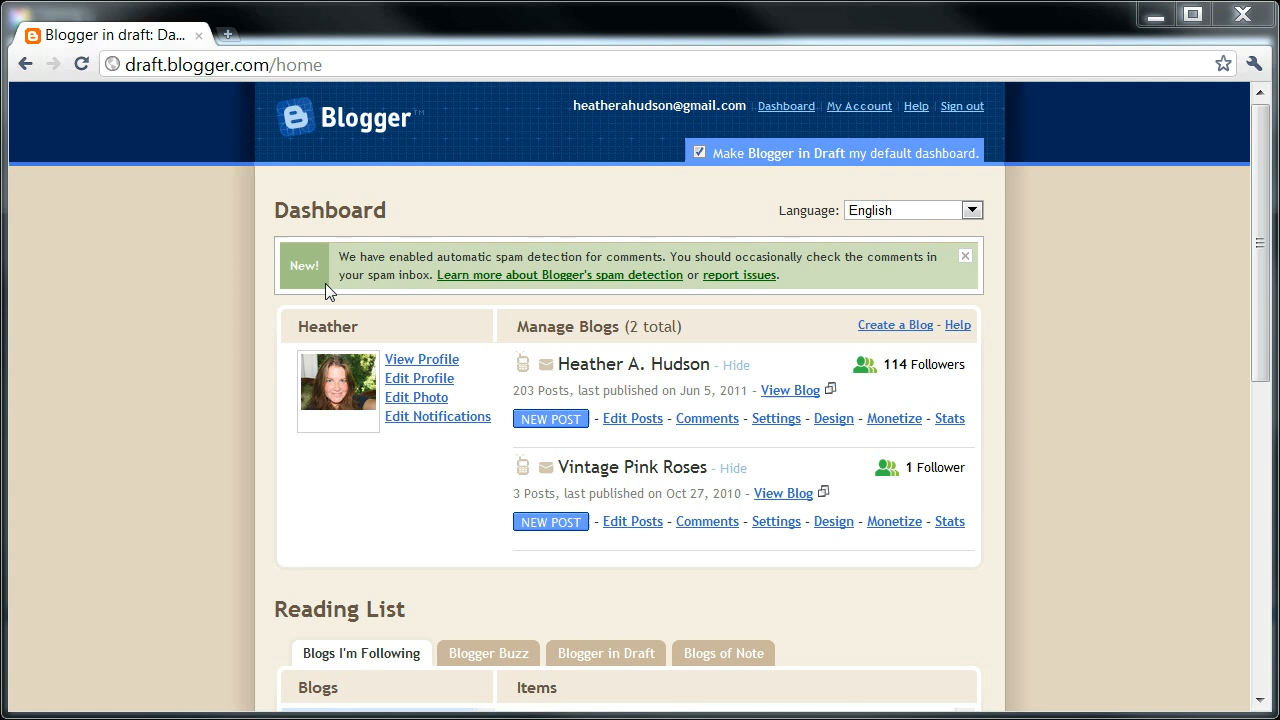 Blogger in draft: Da...
draft.blogger.com/home
Blogger™
heatherahudson@gmail.com | Dashboard | My Account | Help | Sign out
Make Blogger in Draft my default dashboard.
Dashboard
Language: English
New!
We have enabled automatic spam detection for comments. You should occasionally check the comments in
your spam inbox. Learn more about Blogger's spam detection or report issues.
Heather
View Profile
Edit Profile
Edit Photo
Edit Notifications
Manage Blogs (2 total)
Create a Blog - Help
Heather A. Hudson - Hide
114 Followers
203 Posts, last published on Jun 5, 2011 - View Blog
NEW POST - Edit Posts - Comments - Settings - Design - Monetize - Stats
Vintage Pink Roses - Hide
1 Follower
3 Posts, last published on Oct 27, 2010 - View Blog
NEW POST - Edit Posts - Comments - Settings - Design - Monetize - Stats
Reading List
Blogs I'm Following
Blogger Buzz
Blogger in Draft
Blogs of Note
Blogs
Items